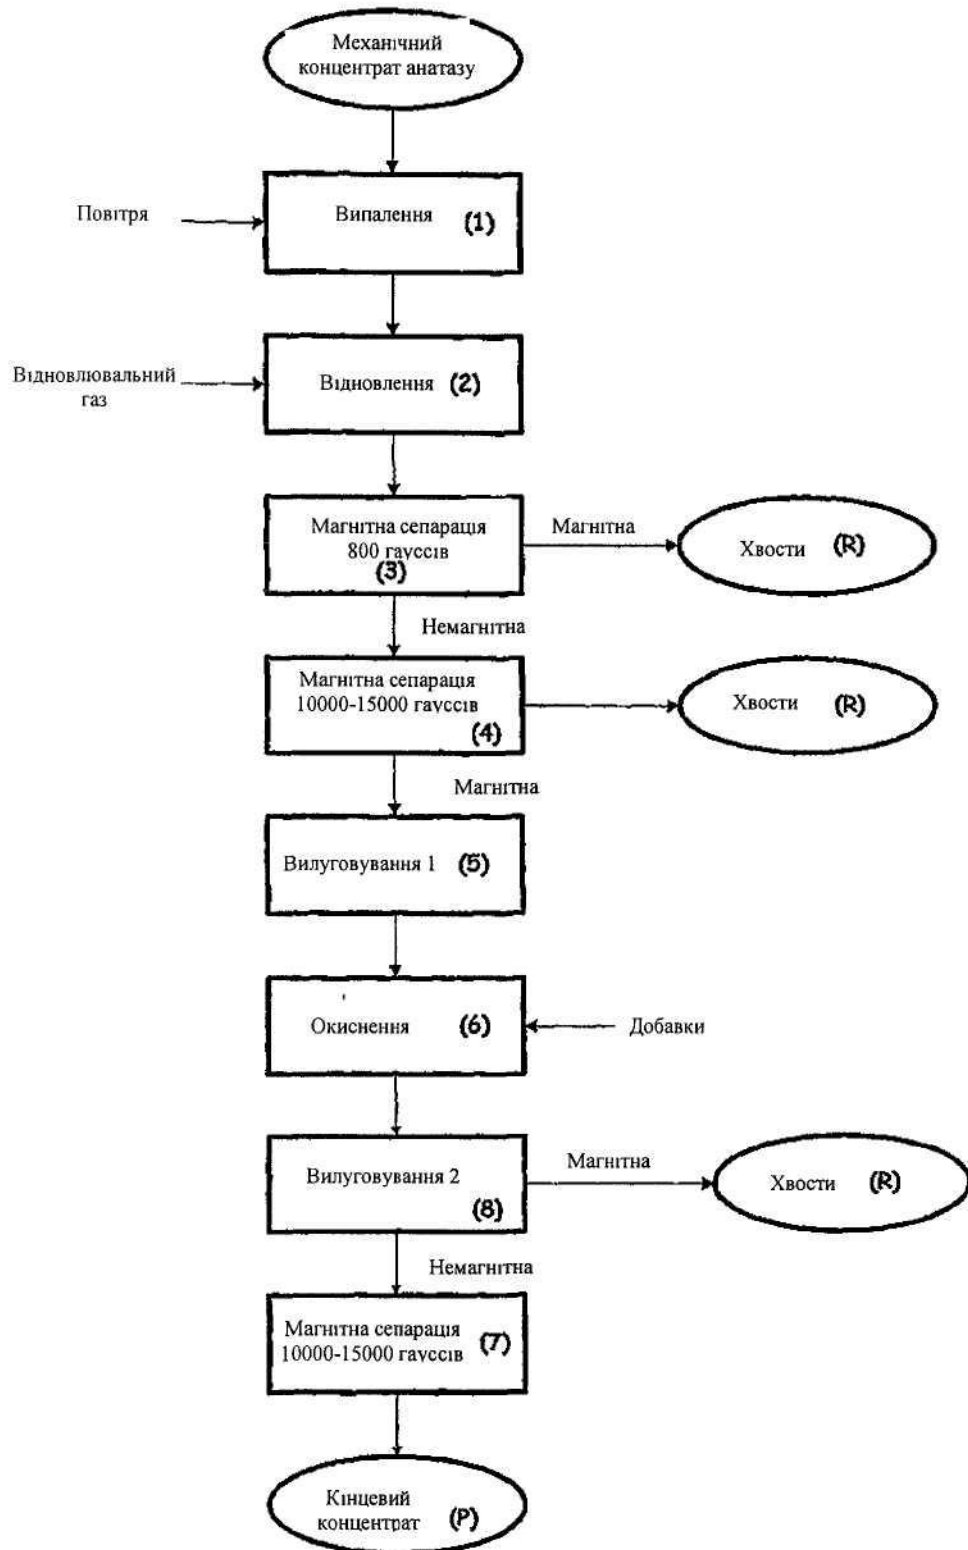 Механічний
концентрат анатазу
Повітря
Випалення (1)
Відновлювальний
газ
Відновлення (2)
Магнітна сепарація
800 гауссів
(3)
Магнітна
Хвости (R)
Немагнітна
Магнітна сепарація
10000-15000 гауссів
(4)
Хвости (R)
Магнітна
Вилуговування 1 (5)
Окиснення (6)
Добавки
Вилуговування 2
(8)
Магнітна
Хвости (R)
Немагнітна
Магнітна сепарація
10000-15000 гауссів (7)
Кінцевий
концентрат (P)